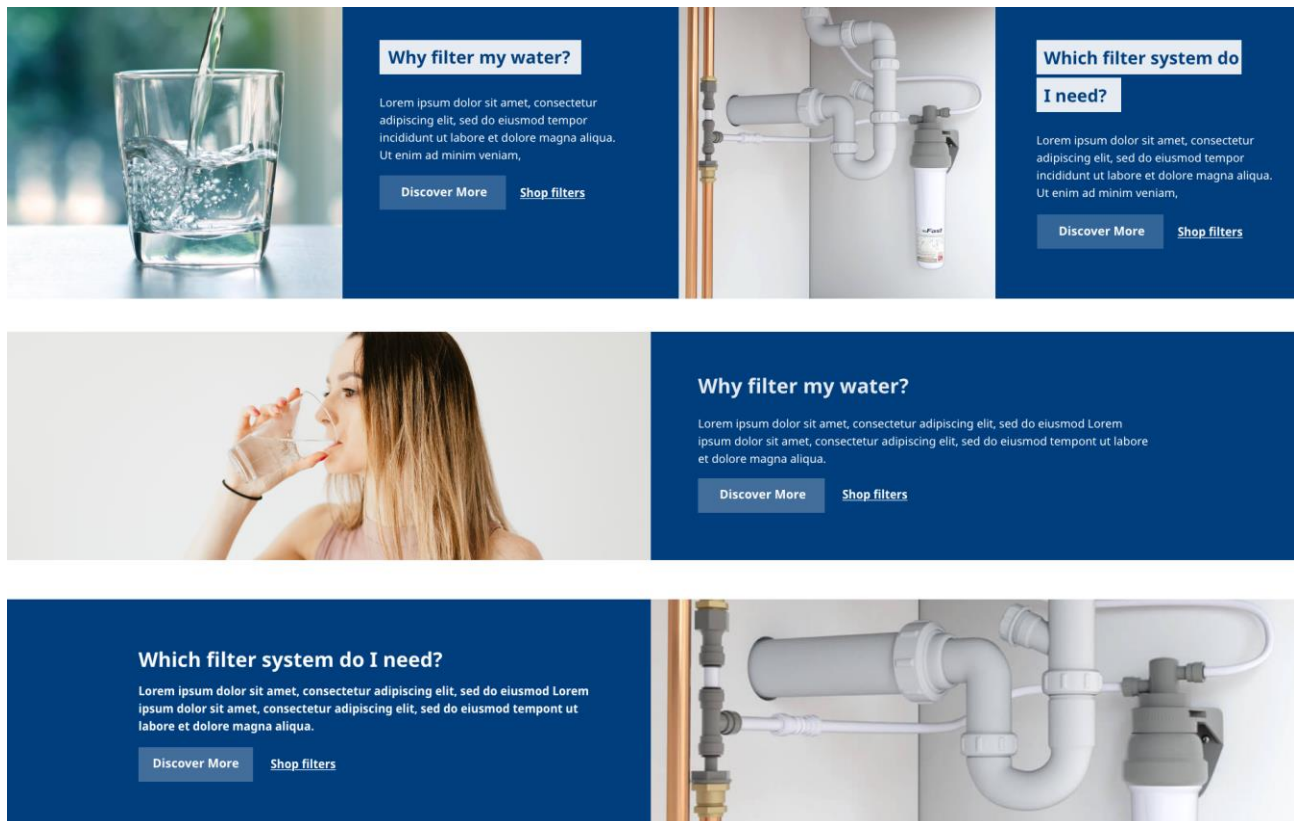 Why filter my water?
Lorem ipsum dolor sit amet, consectetur
adipiscing elit, sed do eiusmod tempor
incididunt ut labore et dolore magna aliqua.
Ut enim ad minim veniam,
Discover More Shop filters
Which filter system do
I need?
Lorem ipsum dolor sit amet, consectetur
adipiscing elit, sed do eiusmod tempor
incididunt ut labore et dolore magna aliqua.
Ut enim ad minim veniam,
Discover More Shop filters
Why filter my water?
Lorem ipsum dolor sit amet, consectetur adipiscing elit, sed do eiusmod Lorem
ipsum dolor sit amet, consectetur adipiscing elit, sed do eiusmod tempont ut labore
et dolore magna aliqua.
Discover More Shop filters
Which filter system do I need?
Lorem ipsum dolor sit amet, consectetur adipiscing elit, sed do eiusmod Lorem
ipsum dolor sit amet, consectetur adipiscing elit, sed do eiusmod tempont ut
labore et dolore magna aliqua.
Discover More Shop filters